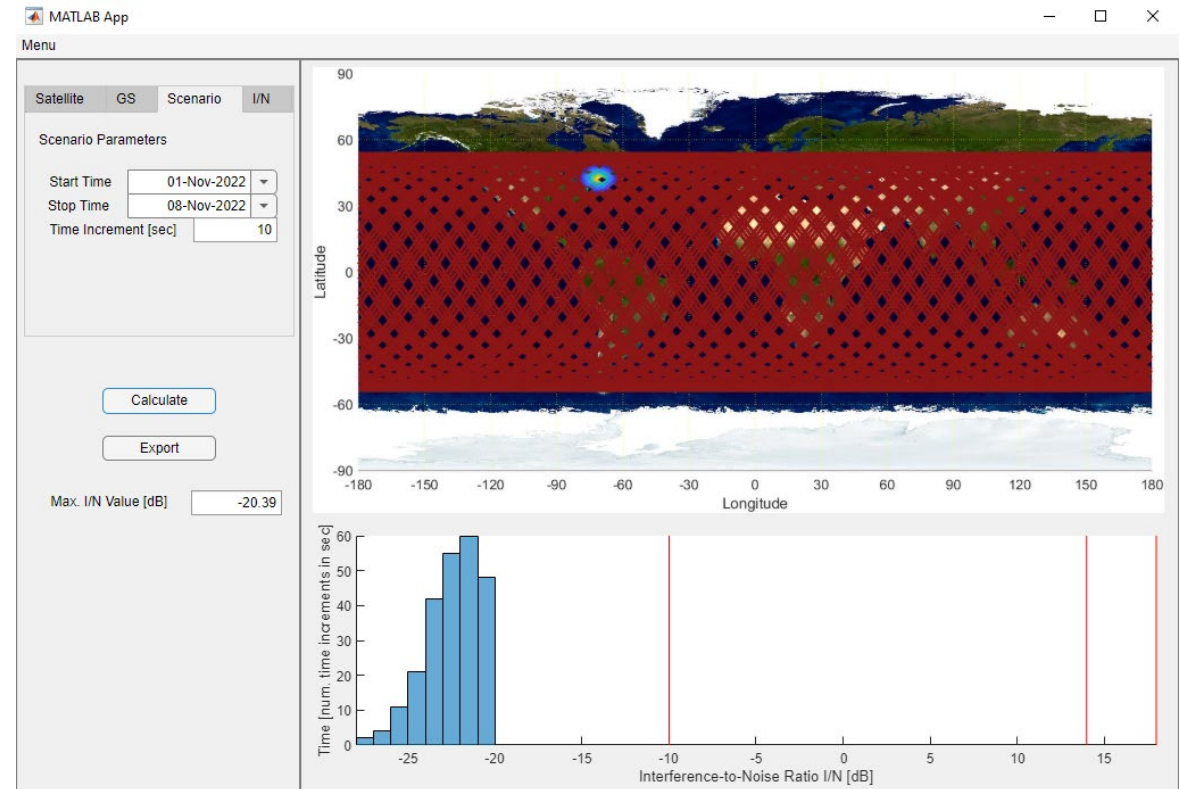 MATLAB App
Menu
Satellite GS Scenario I/N
Scenario Parameters
Start Time 01-Nov-2022
Stop Time 08-Nov-2022
Time Increment [sec] 10
Calculate
Export
Max. I/N Value [dB] -20.39
90
60
30
0
-30
-60
-90
Latitude
-180 -150 -120 -90 -60 -30 0 30 60 90 120 150 180
Longitude
60
50
40
30
20
10
0
Time [num. time increments in sec]
-25 -20 -15 -10 -5 0 5 10 15
Interference-to-Noise Ratio I/N [dB]